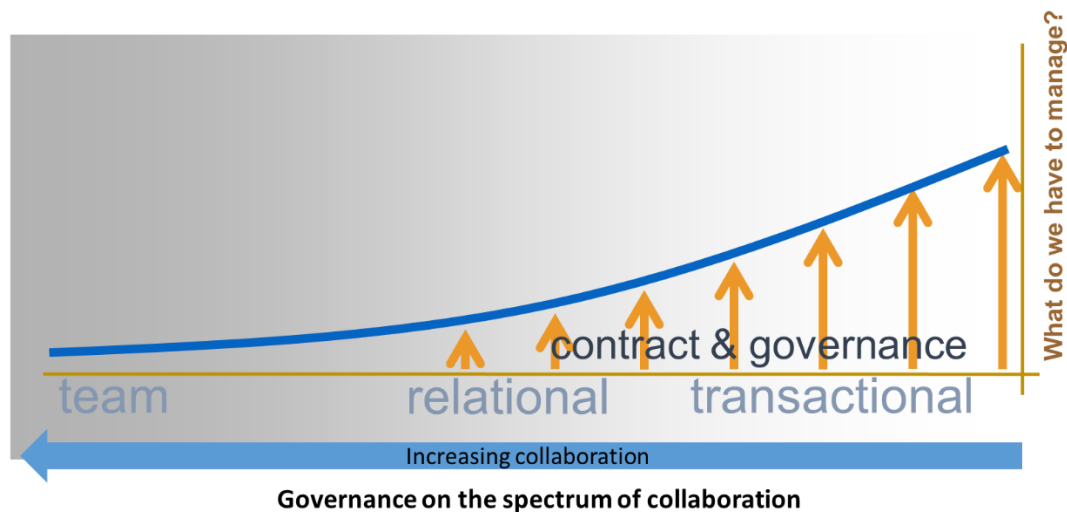 What do we have to manage?
contract & governance
team
relational
transactional
Increasing collaboration
Governance on the spectrum of collaboration